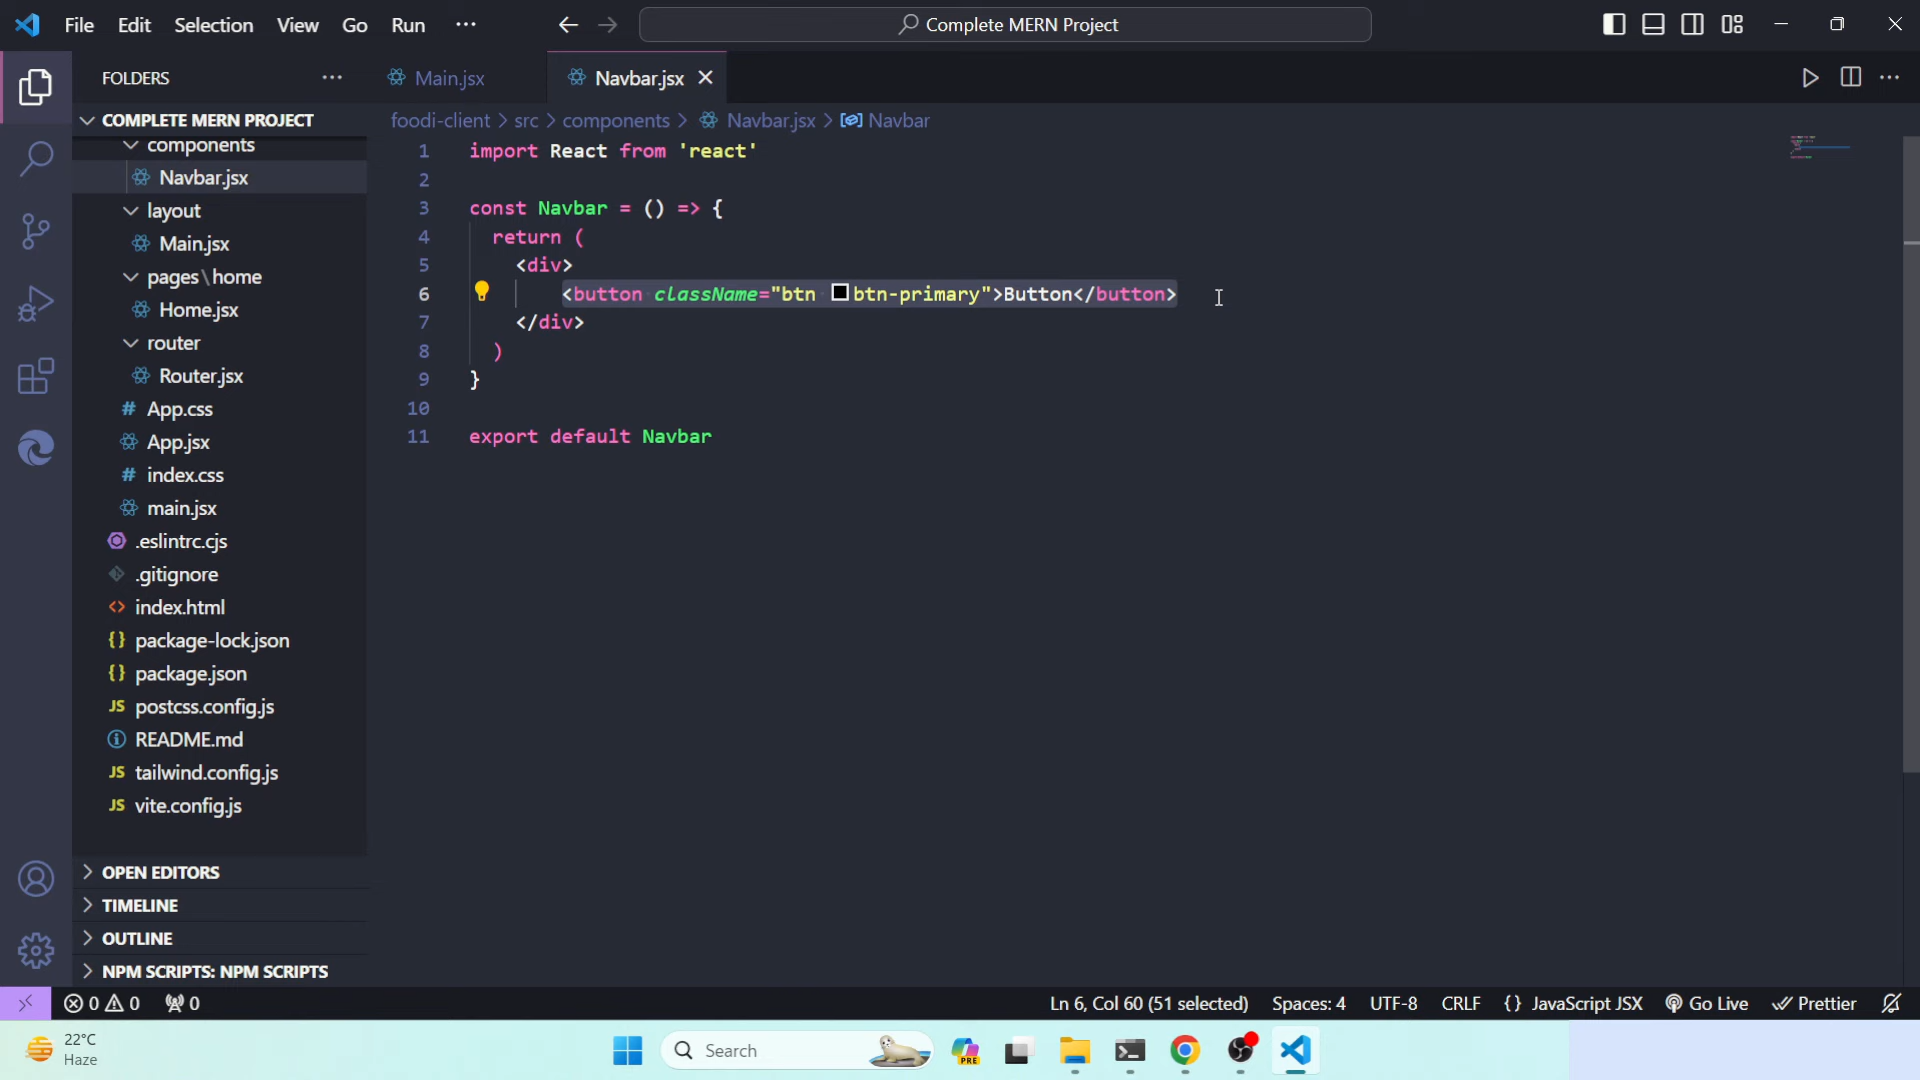 File Edit Selection View Go Run ··· Complete MERN Project
FOLDERS ···
COMPLETE MERN PROJECT
components
Navbar.jsx
layout
Main.jsx
pages\home
Home.jsx
router
Router.jsx
App.css
App.jsx
index.css
main.jsx
.eslintrc.cjs
.gitignore
index.html
package-lock.json
package.json
postcss.config.js
README.md
tailwind.config.js
vite.config.js
OPEN EDITORS
TIMELINE
OUTLINE
NPM SCRIPTS: NPM SCRIPTS
Main.jsx Navbar.jsx
foodi-client > src > components > Navbar.jsx > Navbar
1 import React from 'react'
2
3 const Navbar = () => {
4 return (
5 <div>
6 <button className="btn btn-primary">Button</button>
7 </div>
8 )
9 }
10
11 export default Navbar
0 0 0 Ln 6, Col 60 (51 selected) Spaces: 4 UTF-8 CRLF {} JavaScript JSX Go Live Prettier
22°C
Haze
Search
PRE